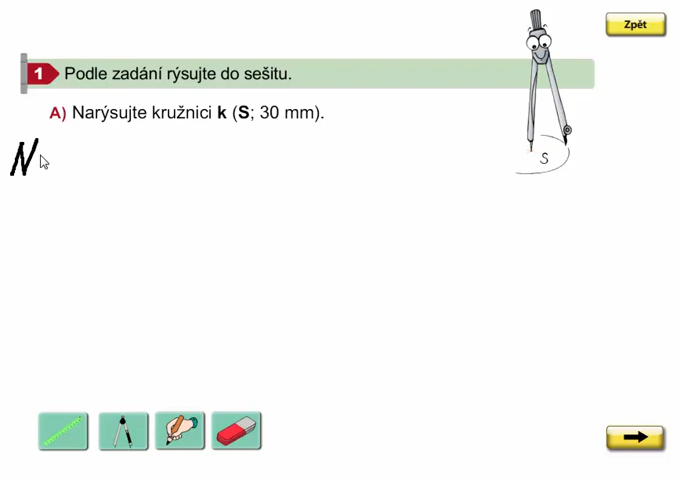 Zpět
1 Podle zadání rýsujte do sešitu.
A) Narýsujte kružnici k (S; 30 mm).
S
N